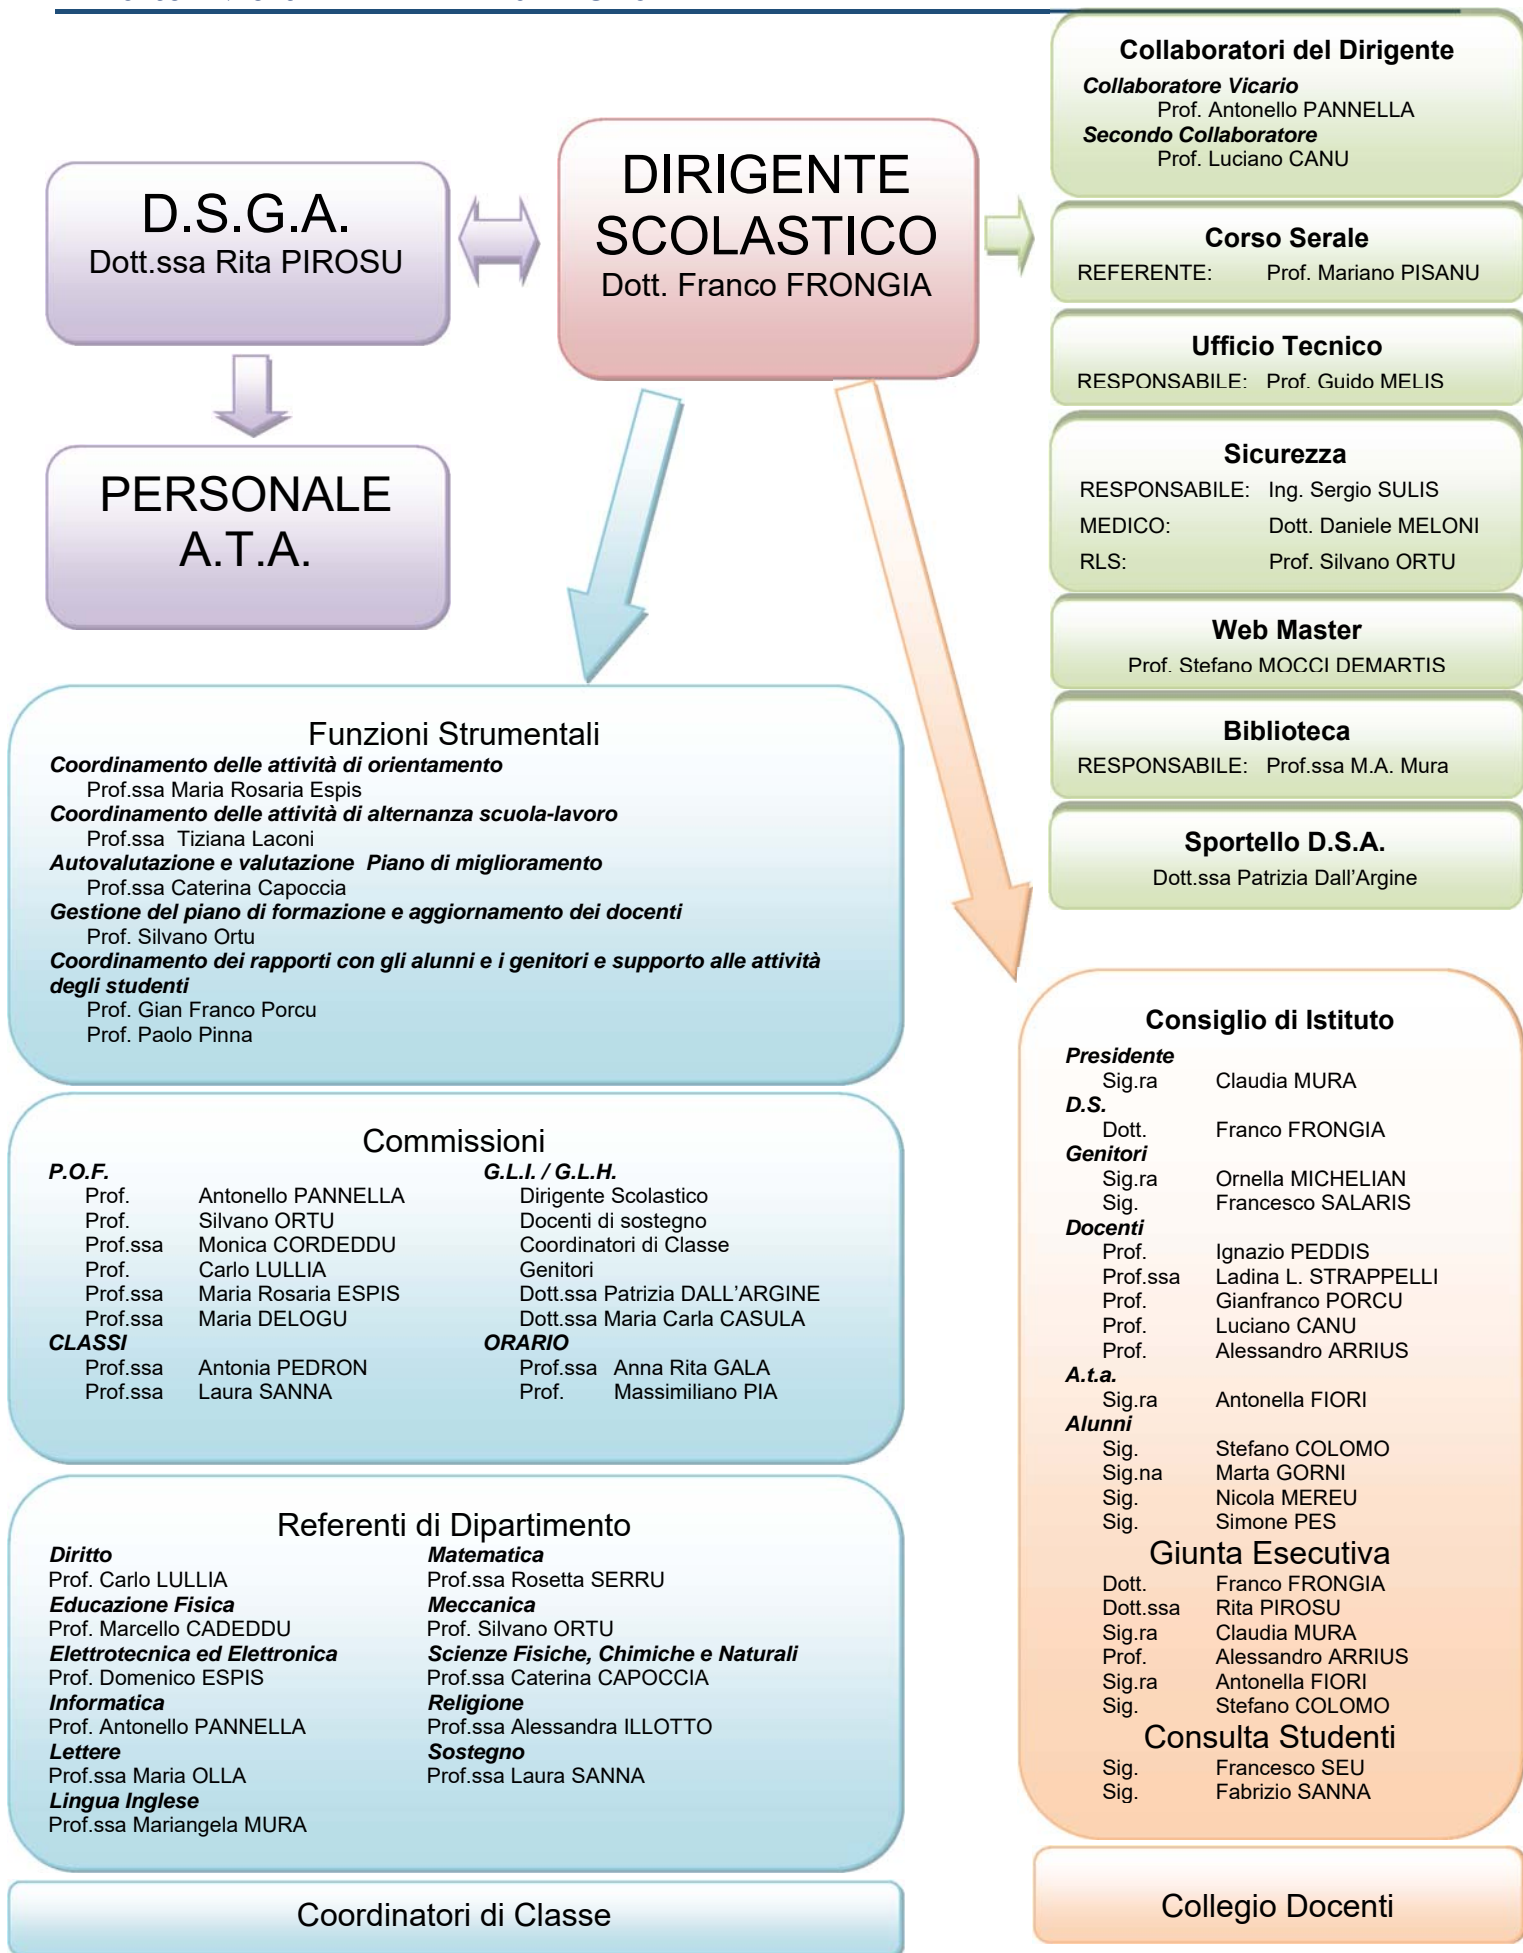 D.S.G.A.
Dott.ssa Rita PIROSU
DIRIGENTE
SCOLASTICO
Dott. Franco FRONGIA
PERSONALE
A.T.A.
Collaboratori del Dirigente
Collaboratore Vicario
Prof. Antonello PANNELLA
Secondo Collaboratore
Prof. Luciano CANU
Corso Serale
REFERENTE: Prof. Mariano PISANU
Ufficio Tecnico
RESPONSABILE: Prof. Guido MELIS
Sicurezza
RESPONSABILE: Ing. Sergio SULIS
MEDICO: Dott. Daniele MELONI
RLS: Prof. Silvano ORTU
Web Master
Prof. Stefano MOCCI DEMARTIS
Biblioteca
RESPONSABILE: Prof.ssa M.A. Mura
Sportello D.S.A.
Dott.ssa Patrizia Dall’Argine
Funzioni Strumentali
Coordinamento delle attività di orientamento
Prof.ssa Maria Rosaria Espis
Coordinamento delle attività di alternanza scuola-lavoro
Prof.ssa Tiziana Laconi
Autovalutazione e valutazione Piano di miglioramento
Prof.ssa Caterina Capoccia
Gestione del piano di formazione e aggiornamento dei docenti
Prof. Silvano Ortu
Coordinamento dei rapporti con gli alunni e i genitori e supporto alle attività
degli studenti
Prof. Gian Franco Porcu
Prof. Paolo Pinna
Commissioni
P.O.F.
Prof. Antonello PANNELLA
Prof. Silvano ORTU
Prof.ssa Monica CORDEDDU
Prof. Carlo LULLIA
Prof.ssa Maria Rosaria ESPIS
Prof.ssa Maria DELOGU
CLASSI
Prof.ssa Antonia PEDRON
Prof.ssa Laura SANNA
G.L.I. / G.L.H.
Dirigente Scolastico
Docenti di sostegno
Coordinatori di Classe
Genitori
Dott.ssa Patrizia DALL’ARGINE
Dott.ssa Maria Carla CASULA
ORARIO
Prof.ssa Anna Rita GALA
Prof. Massimiliano PIA
Referenti di Dipartimento
Diritto
Prof. Carlo LULLIA
Educazione Fisica
Prof. Marcello CADEDDU
Elettrotecnica ed Elettronica
Prof. Domenico ESPIS
Informatica
Prof. Antonello PANNELLA
Lettere
Prof.ssa Maria OLLA
Lingua Inglese
Prof.ssa Mariangela MURA
Matematica
Prof.ssa Rosetta SERRU
Meccanica
Prof. Silvano ORTU
Scienze Fisiche, Chimiche e Naturali
Prof.ssa Caterina CAPOCCIA
Religione
Prof.ssa Alessandra ILLOTTO
Sostegno
Prof.ssa Laura SANNA
Coordinatori di Classe
Consiglio di Istituto
Presidente
Sig.ra Claudia MURA
D.S.
Dott. Franco FRONGIA
Genitori
Sig.ra Ornella MICHELIAN
Sig. Francesco SALARIS
Docenti
Prof. Ignazio PEDDIS
Prof.ssa Ladina L. STRAPPELLI
Prof. Gianfranco PORCU
Prof. Luciano CANU
Prof. Alessandro ARRIUS
A.t.a.
Sig.ra Antonella FIORI
Alunni
Sig. Stefano COLOMO
Sig.na Marta GORNI
Sig. Nicola MEREU
Sig. Simone PES
Giunta Esecutiva
Dott. Franco FRONGIA
Dott.ssa Rita PIROSU
Sig.ra Claudia MURA
Prof. Alessandro ARRIUS
Sig.ra Antonella FIORI
Sig. Stefano COLOMO
Consulta Studenti
Sig. Francesco SEU
Sig. Fabrizio SANNA
Collegio Docenti